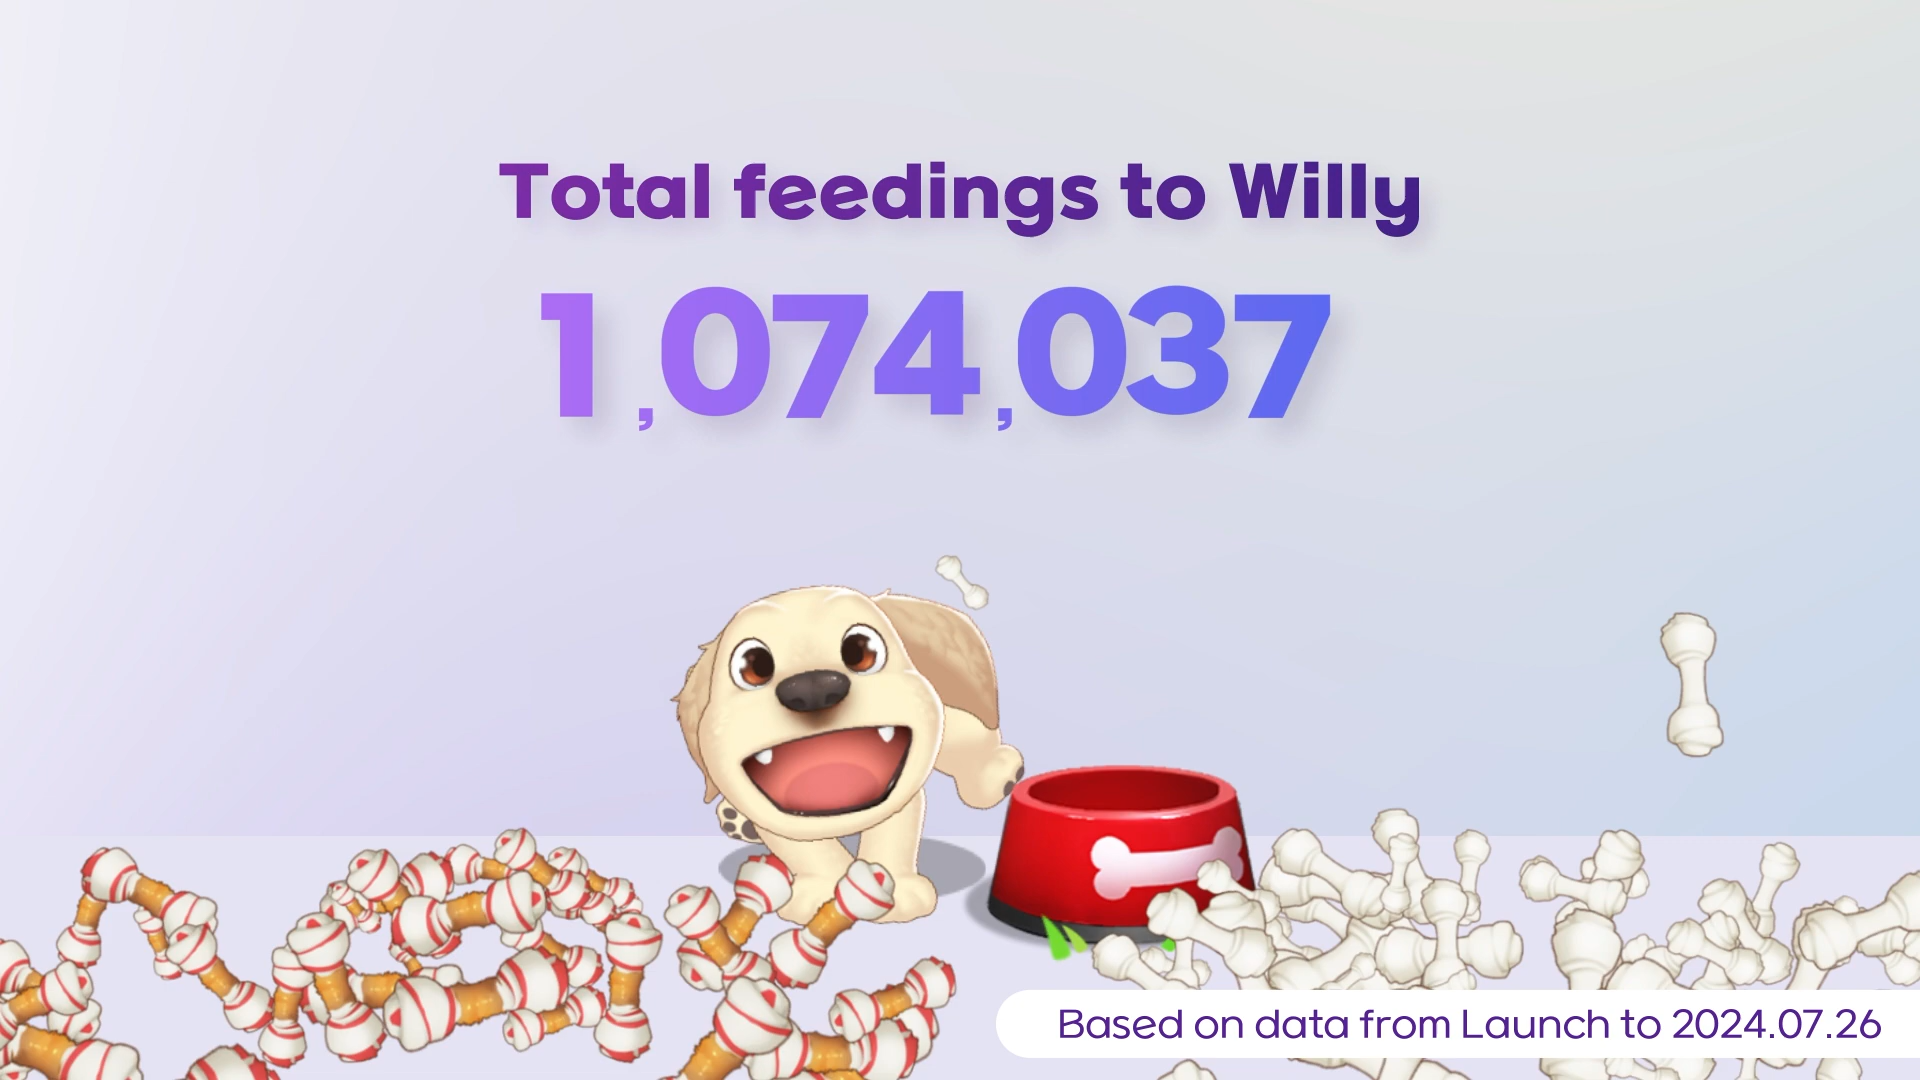 Total feedings to Willy
1,074,037
Based on data from Launch to 2024.07.26